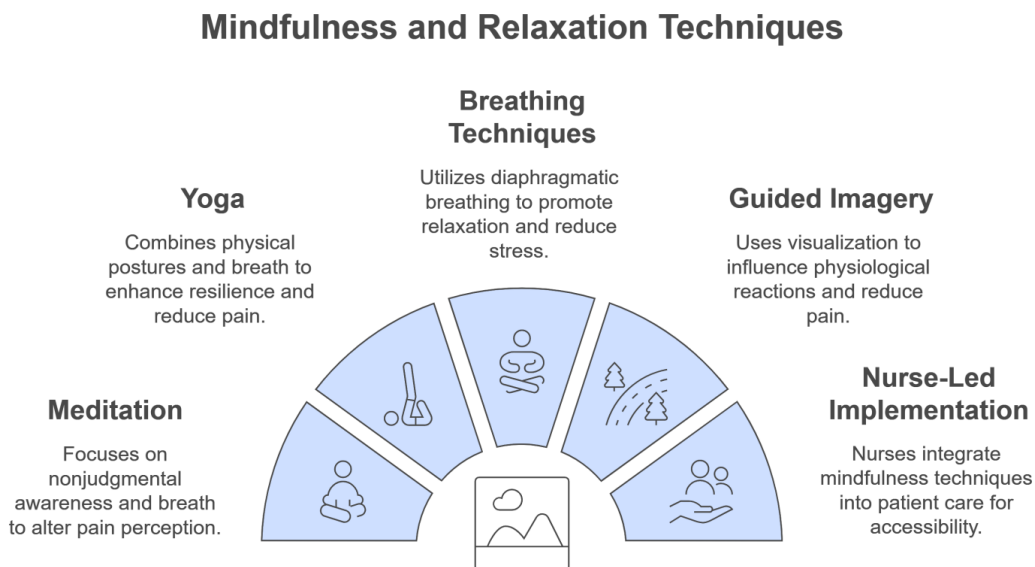 Mindfulness and Relaxation Techniques
Meditation
Focuses on
nonjudgmental
awareness and breath
to alter pain perception.
Yoga
Combines physical
postures and breath to
enhance resilience and
reduce pain.
Breathing
Techniques
Utilizes diaphragmatic
breathing to promote
relaxation and reduce
stress.
Guided Imagery
Uses visualization to
influence physiological
reactions and reduce
pain.
Nurse-Led
Implementation
Nurses integrate
mindfulness techniques
into patient care for
accessibility.